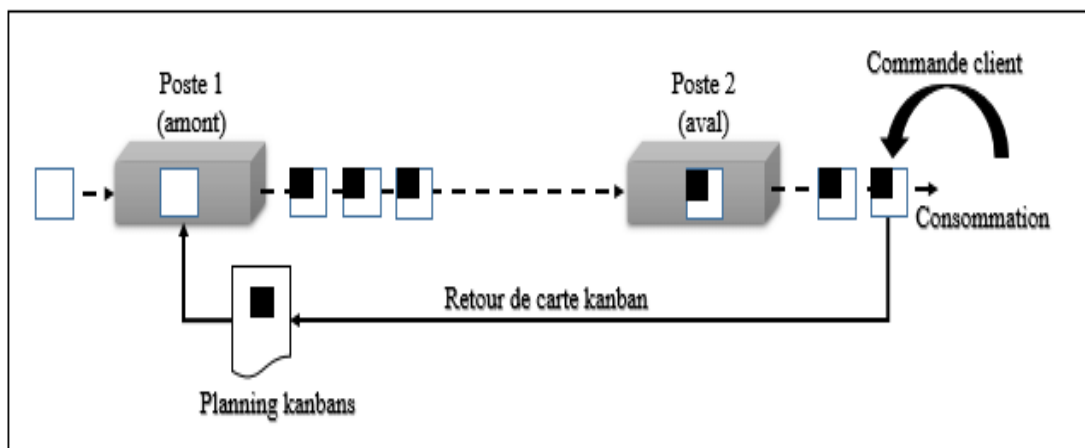 Commande client
Poste 1
(amont)
Poste 2
(aval)
Consommation
Retour de carte kanban
Planning kanbans